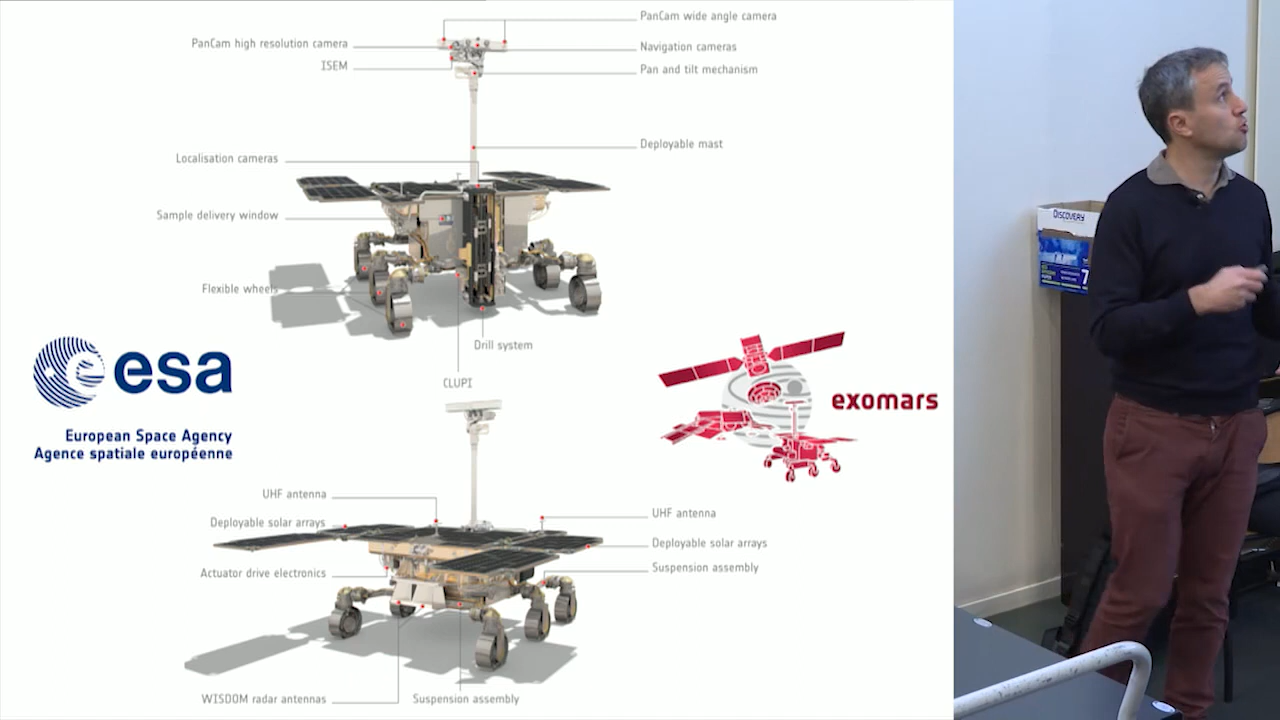 PanCam wide angle camera
PanCam high resolution camera
Navigation cameras
ISEM
Pan and tilt mechanism
Deployable mast
Localisation cameras
Sample delivery window
Flexible wheels
Drill system
CLUPI
esa
European Space Agency
Agence spatiale européenne
exomars
UHF antenna
UHF antenna
Deployable solar arrays
Deployable solar arrays
Actuator drive electronics
Suspension assembly
WISDOM radar antennas
Suspension assembly
DISCOVERY
7